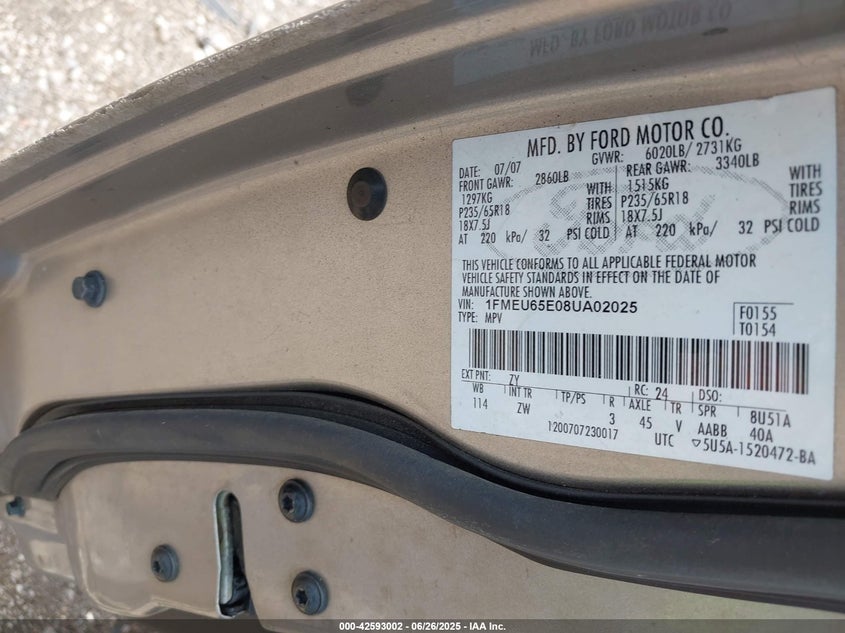 MFD. BY FORD MOTOR CO.
MFD. BY FORD MOTOR CO.
DATE: 07/07 GVWR: 6020LB/ 2731KG
FRONT GAWR: 2860LB REAR GAWR: 3340LB
1297KG WITH 1515KG WITH
P235/65R18 TIRES P235/65R18 TIRES
18X7.5J RIMS 18X7.5J RIMS
AT 220 kPa/ 32 PSI COLD AT 220 kPa/ 32 PSI COLD
THIS VEHICLE CONFORMS TO ALL APPLICABLE FEDERAL MOTOR
VEHICLE SAFETY STANDARDS IN EFFECT ON THE DATE OF
MANUFACTURE SHOWN ABOVE.
VIN: 1FMEU65E08UA02025 F0155
TYPE: MPV T0154
EXT PNT: ZY RC: 24 DSO:
WB INT TR TP/PS R AXLE TR SPR 8U51A
114 ZW 3 45 V AABB 40A
1200707230017 UTC ▽5U5A-1520472-BA
000-42593002 - 06/26/2025 - IAA Inc.